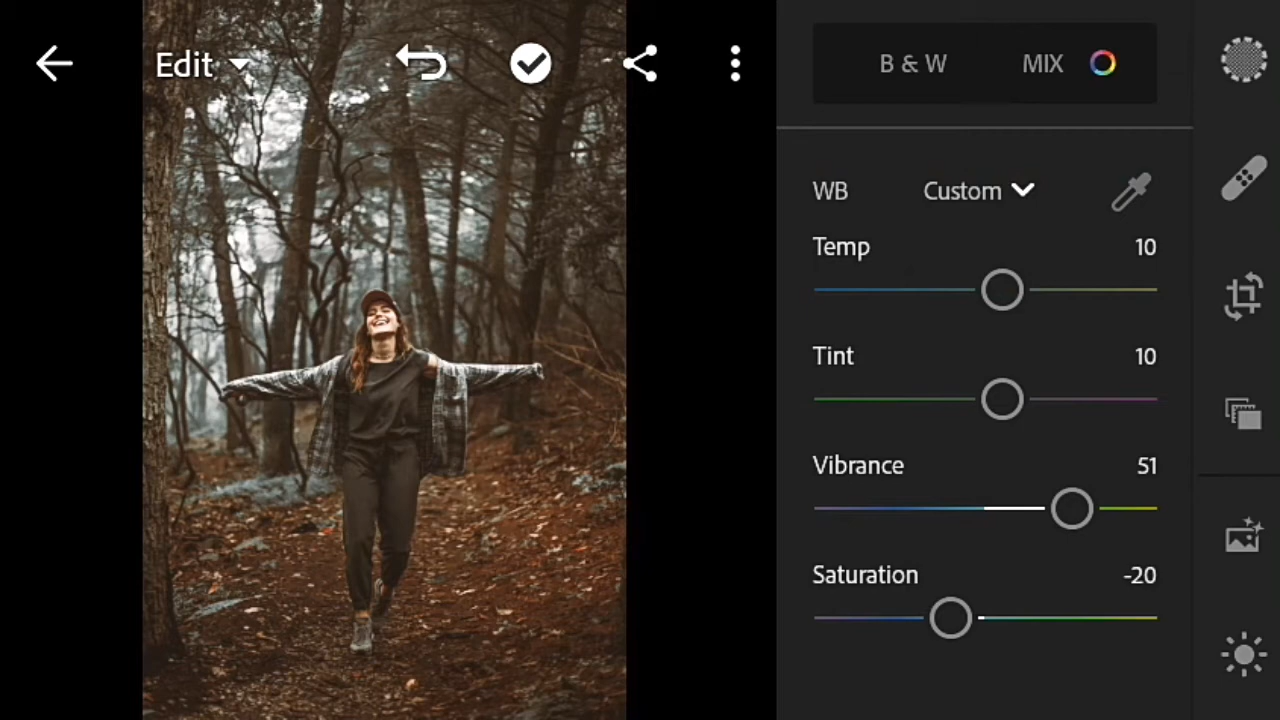 Edit
B & W MIX
WB Custom
Temp 10
Tint 10
Vibrance 51
Saturation -20